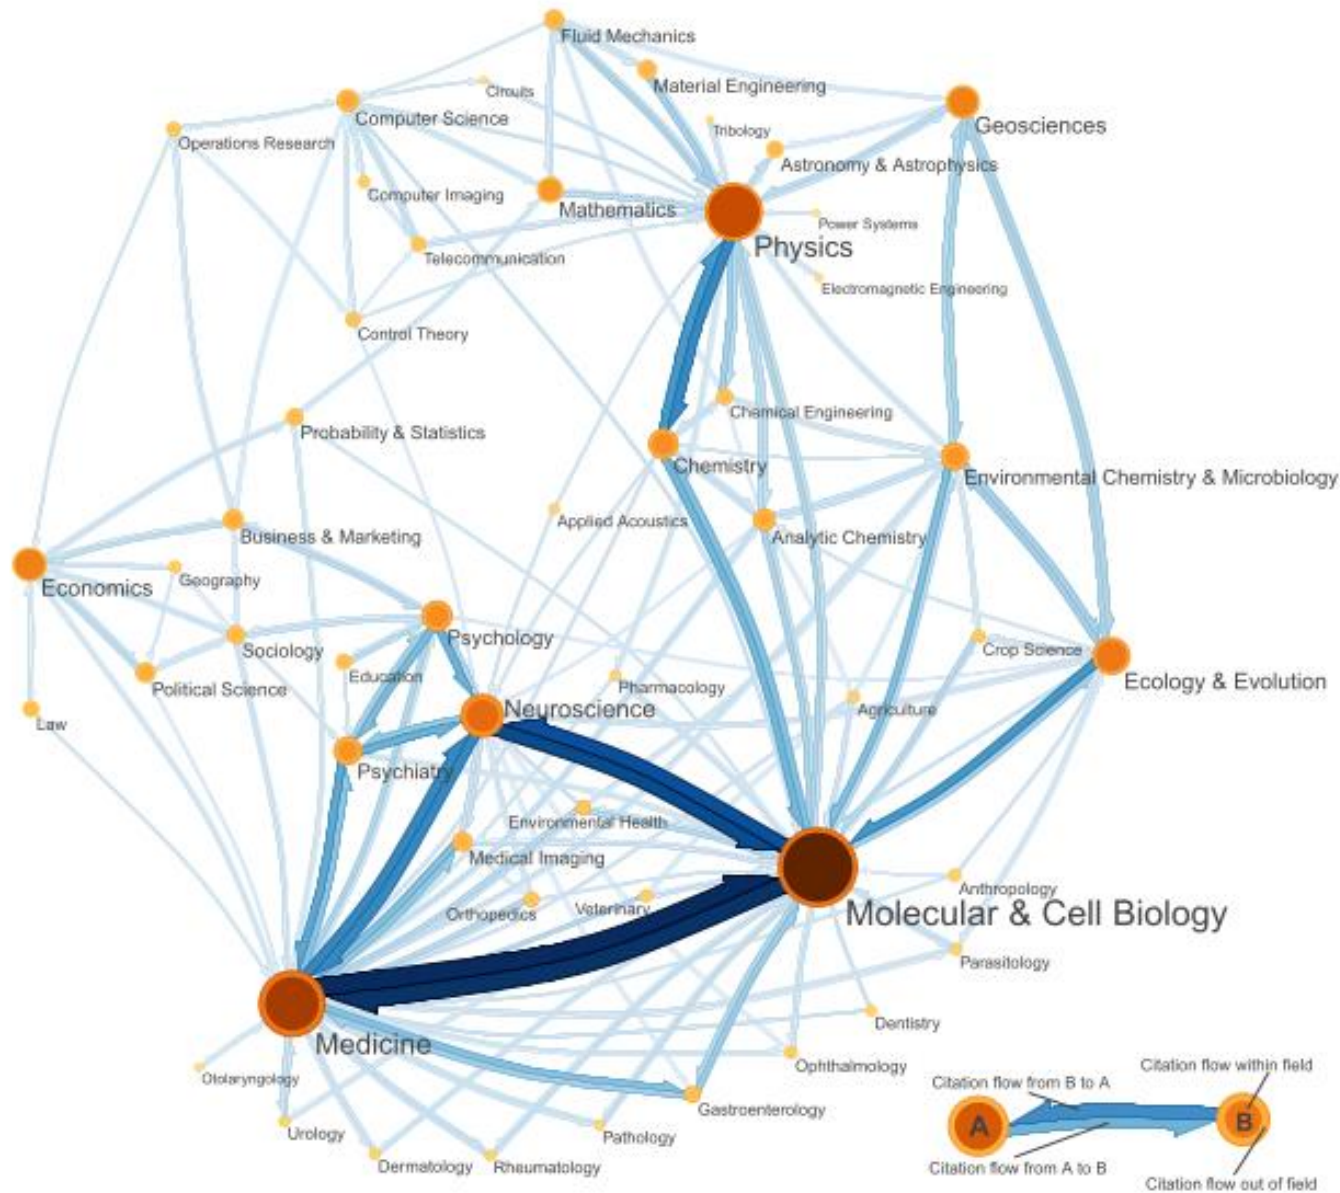 Fluid Mechanics
Circuits
Material Engineering
Computer Science
Geosciences
Tribology
Operations Research
Astronomy & Astrophysics
Computer Imaging
Mathematics
Power Systems
Physics
Telecommunication
Electromagnetic Engineering
Control Theory
Chemical Engineering
Probability & Statistics
Chemistry
Environmental Chemistry & Microbiology
Applied Acoustics
Analytic Chemistry
Business & Marketing
Geography
Economics
Psychology
Sociology
Crop Science
Education
Political Science
Pharmacology
Ecology & Evolution
Neuroscience
Agriculture
Law
Psychiatry
Environmental Health
Medical Imaging
Anthropology
Orthopedics
Veterinary
Molecular & Cell Biology
Parasitology
Dentistry
Medicine
Ophthalmology
Otolaryngology
Gastroenterology
Urology
Pathology
Dermatology
Rheumatology
Citation flow within field
Citation flow from B to A
A
B
Citation flow from A to B
Citation flow out of field